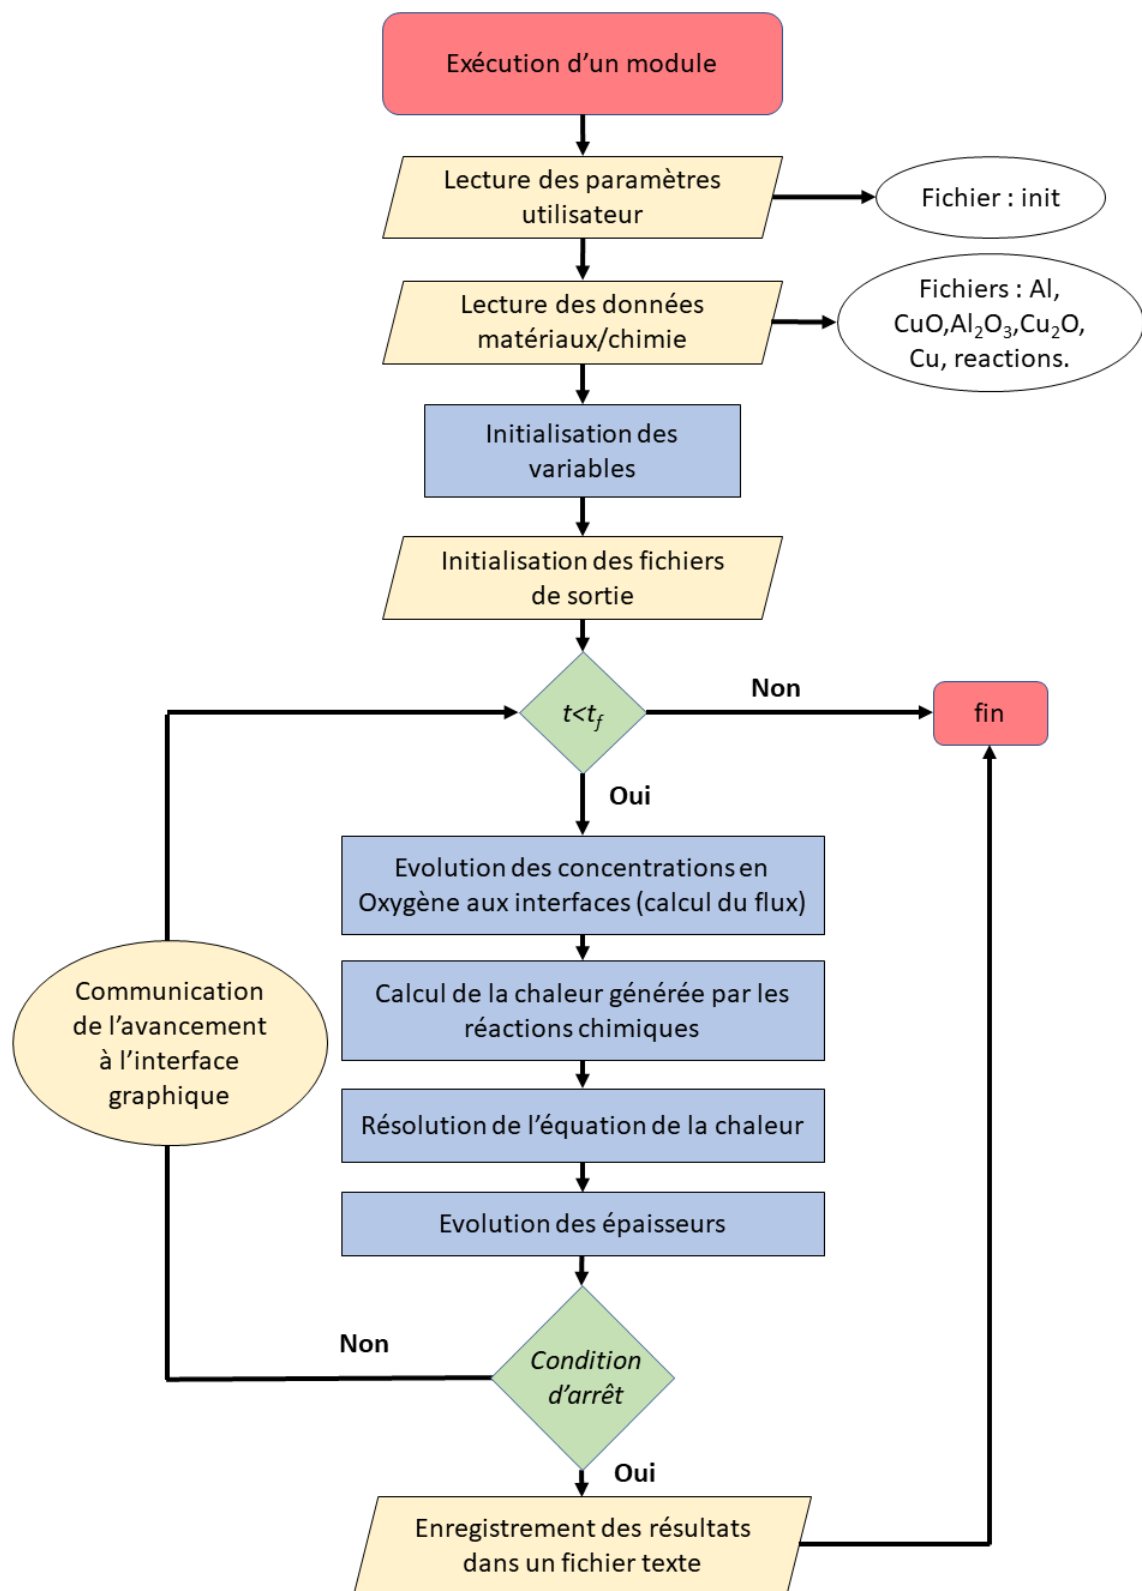 Exécution d’un module
Lecture des paramètres
utilisateur
Fichier : init
Lecture des données
matériaux/chimie
Fichiers : Al,
CuO,Al₂O₃,Cu₂O,
Cu, reactions.
Initialisation des
variables
Initialisation des fichiers
de sortie
t<t_f
Non
fin
Oui
Evolution des concentrations en
Oxygène aux interfaces (calcul du flux)
Calcul de la chaleur générée par les
réactions chimiques
Communication
de l’avancement
à l’interface
graphique
Résolution de l’équation de la chaleur
Evolution des épaisseurs
Non
Condition
d’arrêt
Oui
Enregistrement des résultats
dans un fichier texte